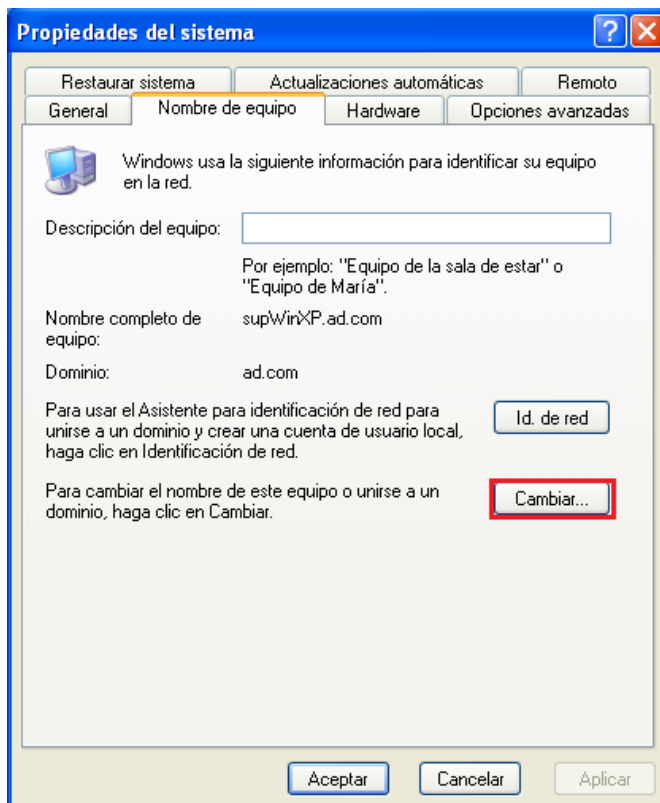 Propiedades del sistema
Restaurar sistema
Actualizaciones automáticas
Remoto
General
Nombre de equipo
Hardware
Opciones avanzadas
Windows usa la siguiente información para identificar su equipo
en la red.
Descripción del equipo:
Por ejemplo: "Equipo de la sala de estar" o
"Equipo de María".
Nombre completo de
equipo:
supWinXP.ad.com
Dominio:
ad.com
Para usar el Asistente para identificación de red para
unirse a un dominio y crear una cuenta de usuario local,
haga clic en Identificación de red.
Id. de red
Para cambiar el nombre de este equipo o unirse a un
dominio, haga clic en Cambiar.
Cambiar...
Aceptar
Cancelar
Aplicar